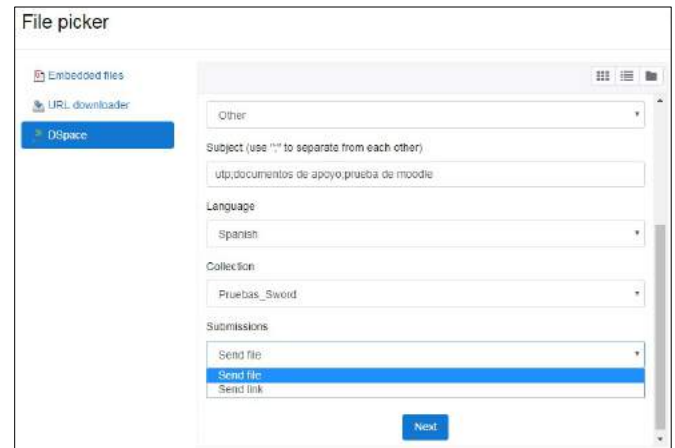 File picker
Embedded files
URL downloader
DSpace
Other
Subject (use ";" to separate from each other)
utp;documentos de apoyo;prueba de moodle
Language
Spanish
Collection
Pruebas_Sword
Submissions
Send file
Send file
Send link
Next